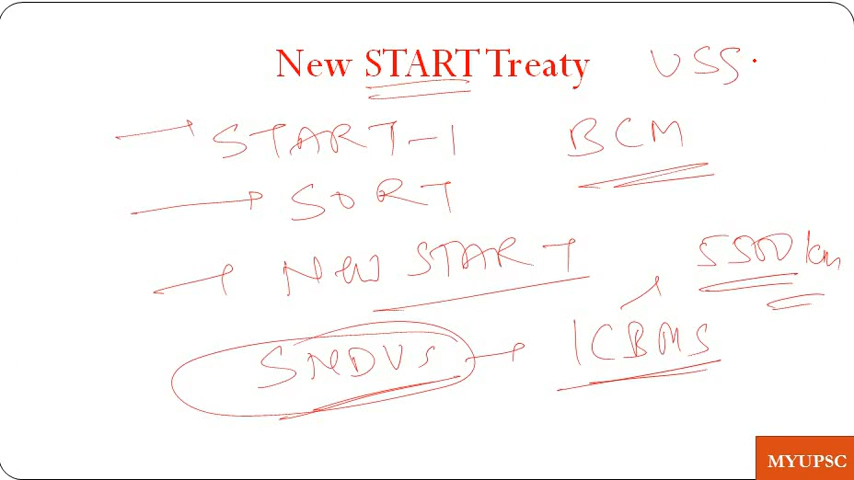 New START Treaty USS
START-1 BCM
SORT
New START 5500 km
SNDVs ICBMs
MYUPSC